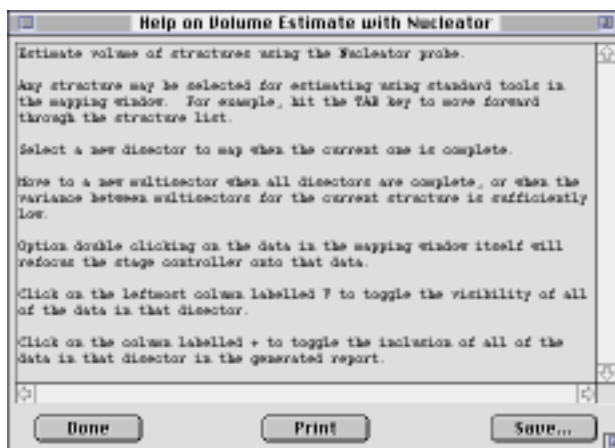 Help on Volume Estimate with Nucleator
Estimate volume of structures using the Nucleator probe.
Any structure may be selected for estimating using standard tools in
the mapping window.  For example, hit the TAB key to move forward
through the structure list.
Select a new disector to map when the current one is complete.
Move to a new multisector when all disectors are complete, or when the
variance between multisectors for the current structure is sufficiently
low.
Option double clicking on the data in the mapping window itself will
refocus the stage controller onto that data.
Click on the leftmost column labelled V to toggle the visibility of all
of the data in that disector.
Click on the column labelled + to toggle the inclusion of all of the
data in that disector in the generated report.
Done
Print
Save...